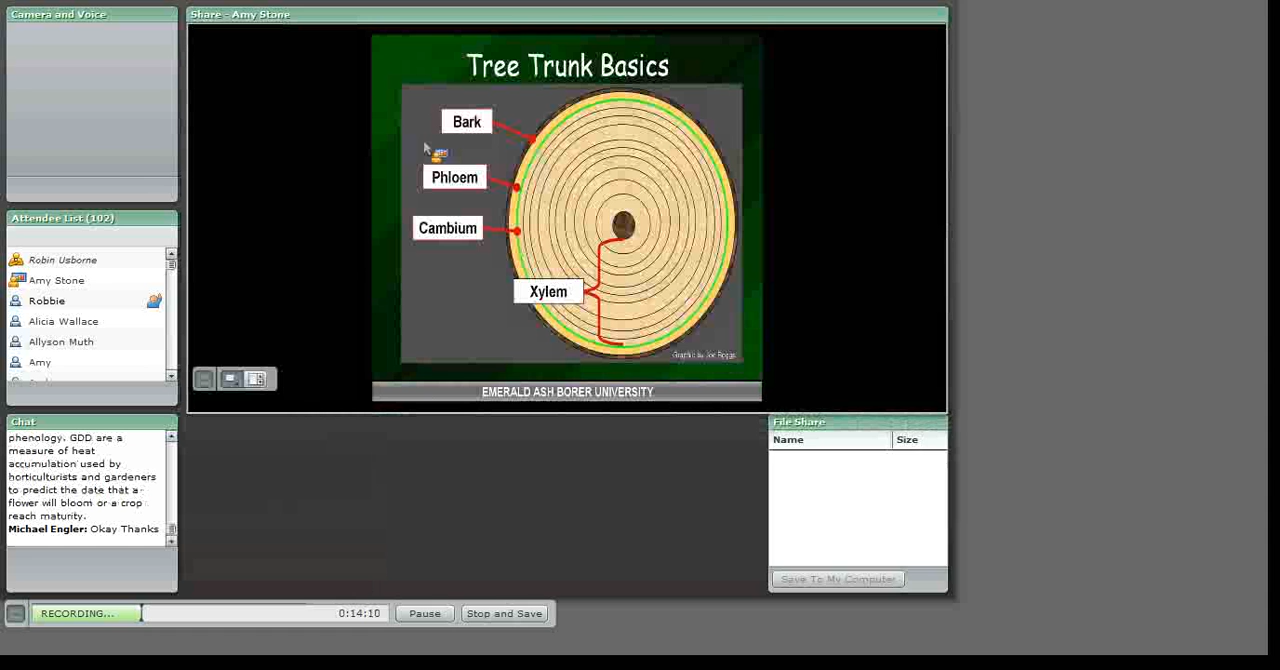 Camera and Voice
Share - Amy Stone
Tree Trunk Basics
Bark
Phloem
Cambium
Xylem
Graphic by Joe Boggs
EMERALD ASH BORER UNIVERSITY
Attendee List (102)
Robin Usborne
Amy Stone
Robbie
Alicia Wallace
Allyson Muth
Amy
Chat
phenology. GDD are a
measure of heat
accumulation used by
horticulturists and gardeners
to predict the date that a
flower will bloom or a crop
reach maturity.
Michael Engler: Okay Thanks
File Share
Name Size
Save To My Computer
RECORDING... 0:14:10 Pause Stop and Save